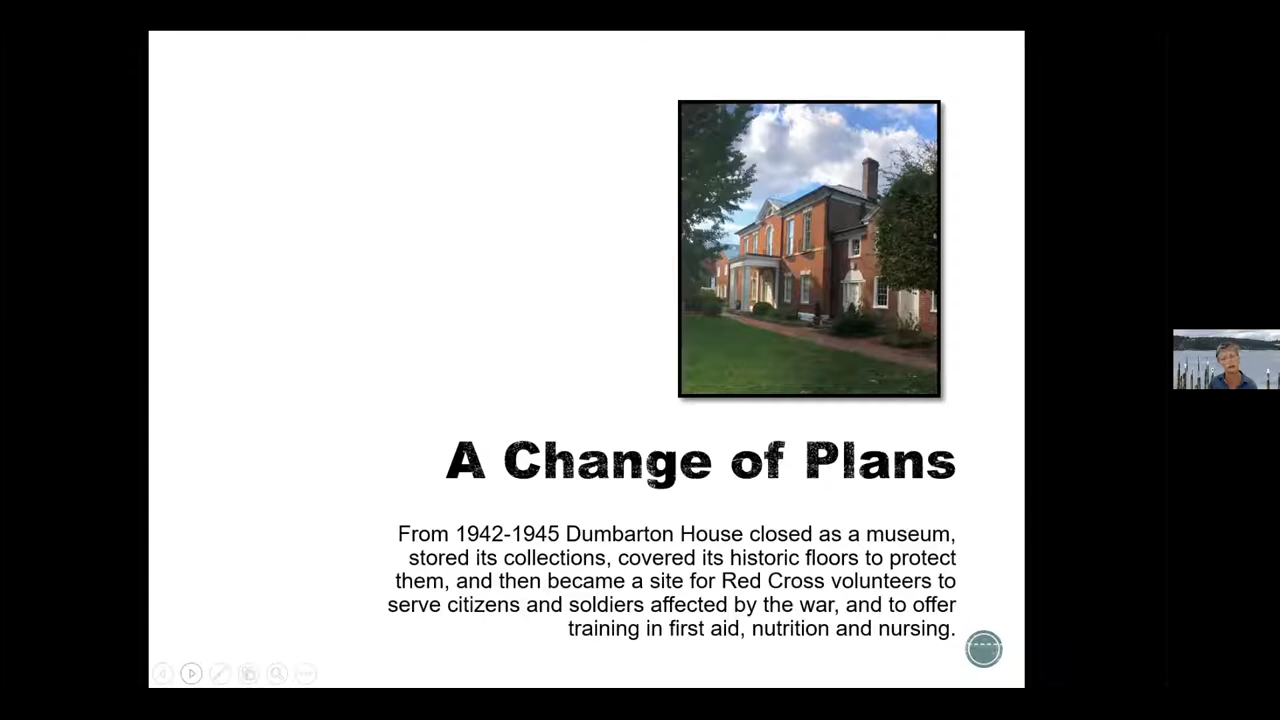 A Change of Plans
From 1942-1945 Dumbarton House closed as a museum,
stored its collections, covered its historic floors to protect
them, and then became a site for Red Cross volunteers to
serve citizens and soldiers affected by the war, and to offer
training in first aid, nutrition and nursing.